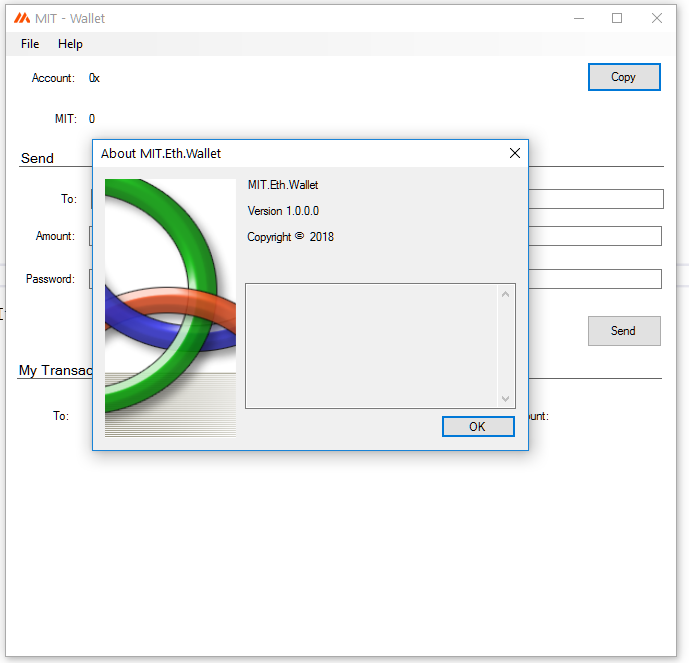 MIT - Wallet
File Help
Account: 0x Copy
MIT: 0
About MIT.Eth.Wallet
Send
MIT.Eth.Wallet
To:
Version 1.0.0.0
Amount:
Copyright © 2018
Password:
Send
My Transac
To: unt:
OK